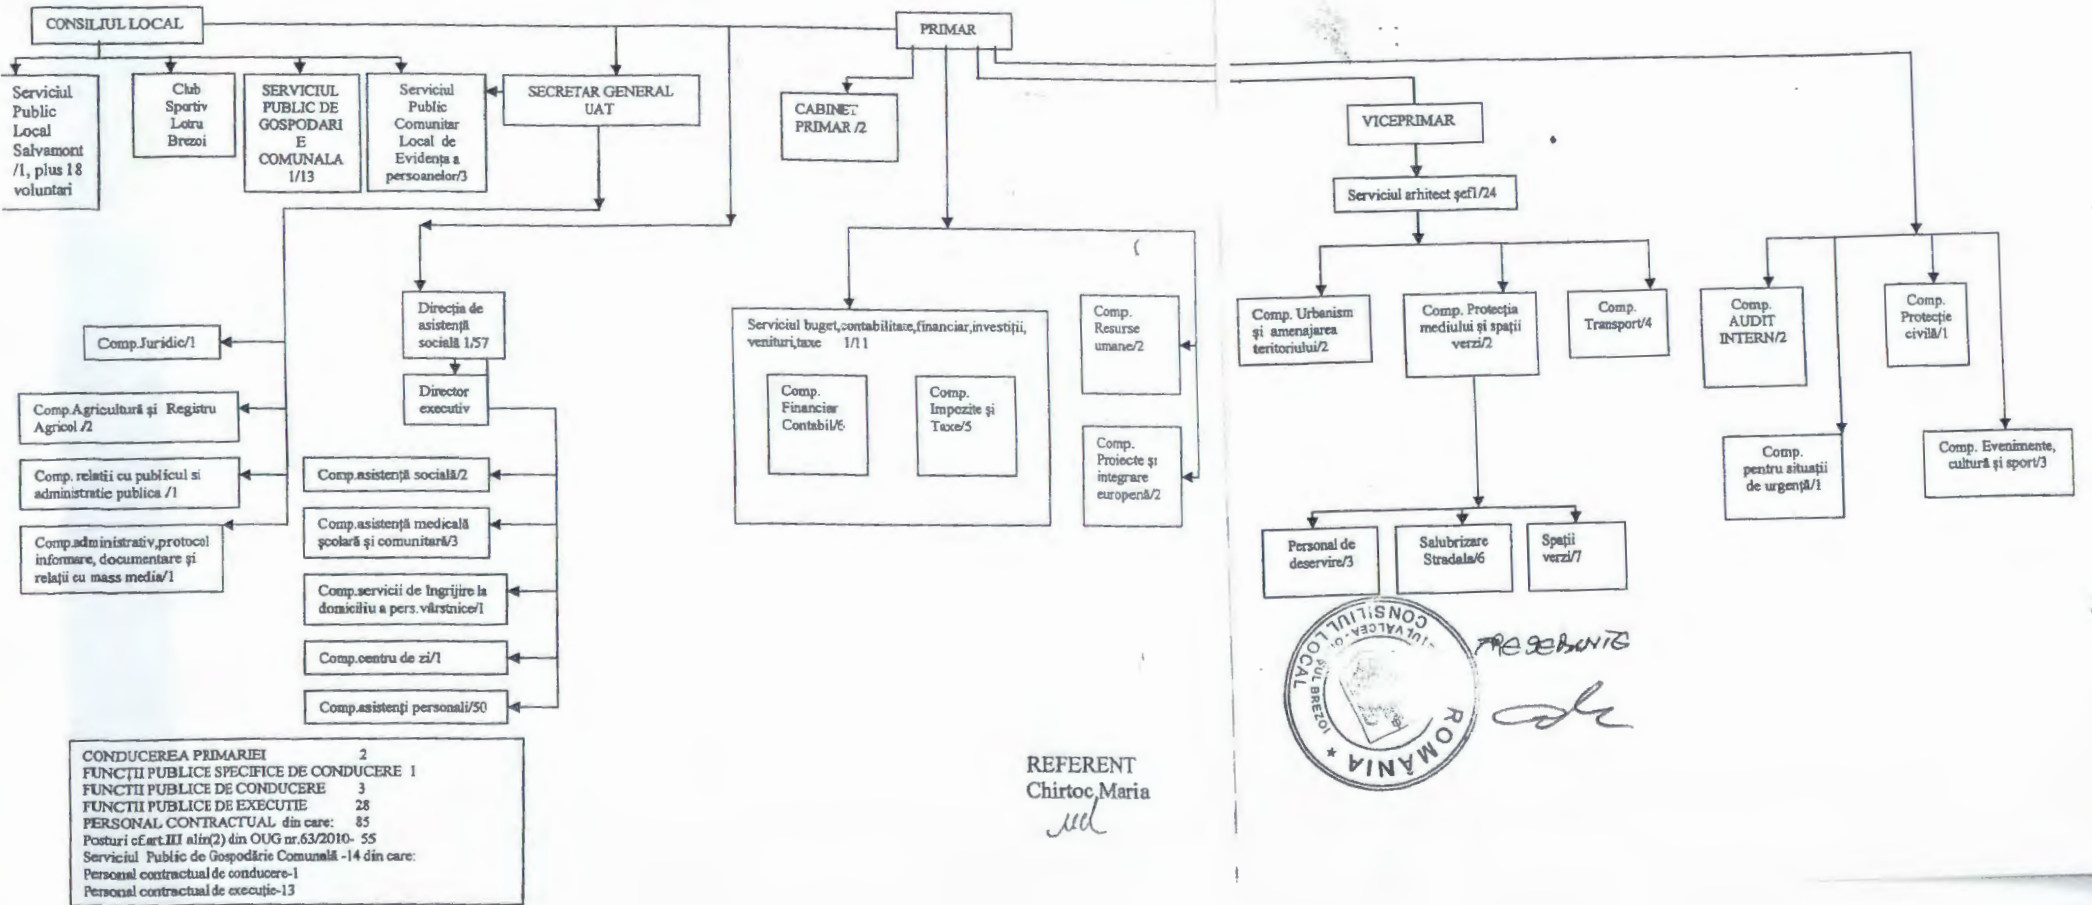 CONSILIUL LOCAL
PRIMAR
Serviciul
Public
Local
Salvamont
/1, plus 18
voluntari
Club
Sportiv
Lotru
Brezoi
SERVICIUL
PUBLIC DE
GOSPODARI
E
COMUNALA
1/13
Serviciul
Public
Comunitar
Local de
Evidența a
persoanelor/3
SECRETAR GENERAL
UAT
CABINET
PRIMAR /2
VICEPRIMAR
Serviciul arhitect șef1/24
Comp.Juridic/1
Comp.Agricultură și Registru
Agricol /2
Comp. relatii cu publicul si
administratie publica /1
Comp.administrativ,protocol
informare, documentare și
relații cu mass media/1
Direcția de
asistență
socială 1/57
Director
executiv
Comp.asistență socială/2
Comp.asistență medicală
școlară și comunitară/3
Comp.servicii de îngrijire la
domiciliu a pers.vârstnice/1
Comp.centru de zi/1
Comp.asistenți personali/50
Serviciul buget,contabilitate,financiar,investiții,
venituri,taxe 1/11
Comp.
Financiar
Contabil/6
Comp.
Impozite și
Taxe/5
Comp.
Resurse
umane/2
Comp.
Proiecte și
integrare
europenă/2
Comp. Urbanism
și amenajarea
teritoriului/2
Comp. Protecția
mediului și spații
verzi/2
Comp.
Transport/4
Personal de
deservire/3
Salubrizare
Stradala/6
Spații
verzi/7
Comp.
AUDIT
INTERN/2
Comp.
Protecție
civilă/1
Comp.
pentru situații
de urgență/1
Comp. Evenimente,
cultură și sport/3
CONDUCEREA PRIMARIEI 2
FUNCȚII PUBLICE SPECIFICE DE CONDUCERE 1
FUNCTII PUBLICE DE CONDUCERE 3
FUNCTII PUBLICE DE EXECUTIE 28
PERSONAL CONTRACTUAL din care: 85
Posturi cf.art.III alin(2) din OUG nr.63/2010- 55
Serviciul Public de Gospodărie Comunală -14 din care:
Personal contractual de conducere-1
Personal contractual de execuție-13
REFERENT
Chirtoc Maria
ROMÂNIA
CONSILIUL LOCAL
BREZOI